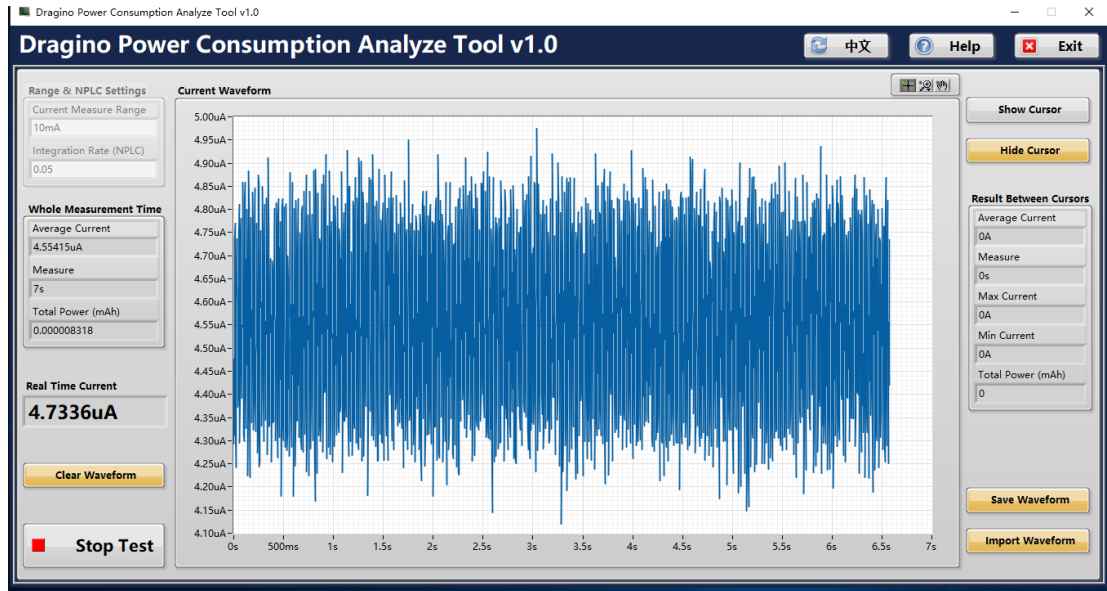 Dragino Power Consumption Analyze Tool v1.0
Dragino Power Consumption Analyze Tool v1.0
中文
Help
Exit
Range & NPLC Settings
Current Measure Range
10mA
Integration Rate (NPLC)
0.05
Whole Measurement Time
Average Current
4.55415uA
Measure
7s
Total Power (mAh)
0.000008318
Real Time Current
4.7336uA
Clear Waveform
Stop Test
Current Waveform
5.00uA
4.95uA
4.90uA
4.85uA
4.80uA
4.75uA
4.70uA
4.65uA
4.60uA
4.55uA
4.50uA
4.45uA
4.40uA
4.35uA
4.30uA
4.25uA
4.20uA
4.15uA
4.10uA
0s 500ms 1s 1.5s 2s 2.5s 3s 3.5s 4s 4.5s 5s 5.5s 6s 6.5s 7s
Show Cursor
Hide Cursor
Result Between Cursors
Average Current
0A
Measure
0s
Max Current
0A
Min Current
0A
Total Power (mAh)
0
Save Waveform
Import Waveform